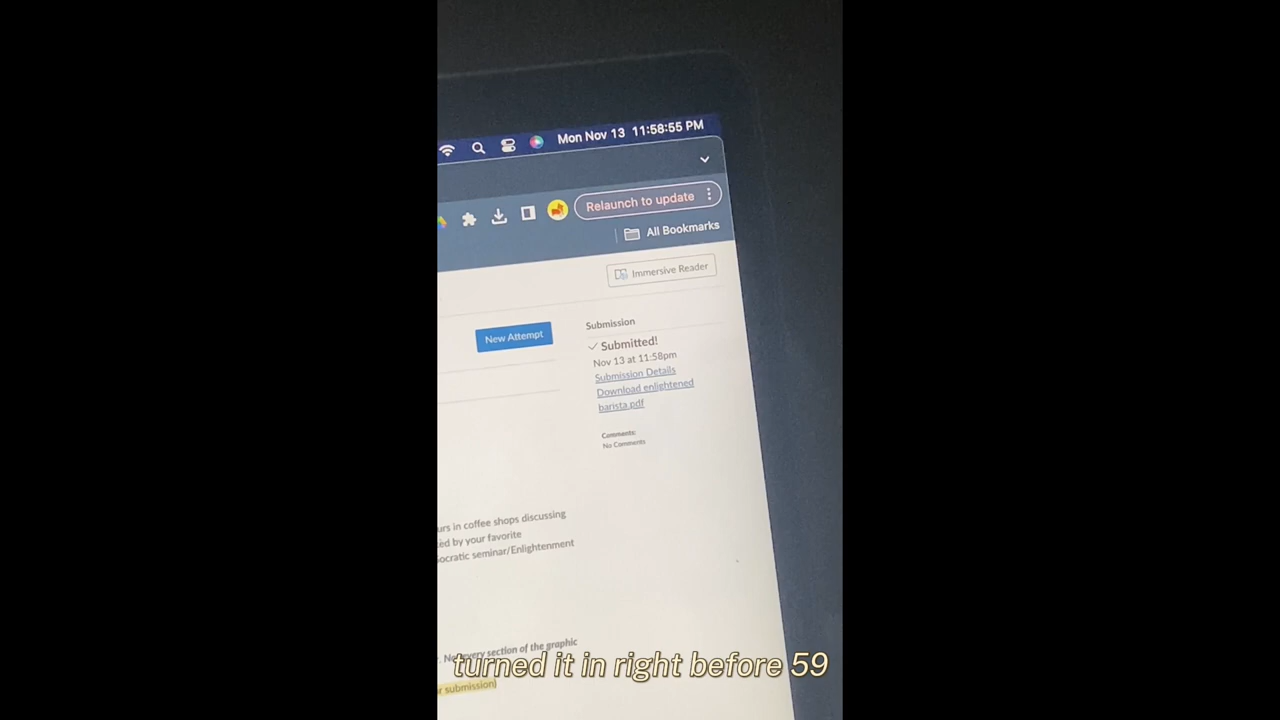 Mon Nov 13 11:58:55 PM
Relaunch to update
All Bookmarks
Immersive Reader
New Attempt
Submission
Submitted!
Nov 13 at 11:58pm
Submission Details
Download enlightened
barista.pdf
Comments:
No Comments
urs in coffee shops discussing
ed by your favorite
ocratic seminar/Enlightenment
every section of the graphic
turned it in right before 59
r submission)